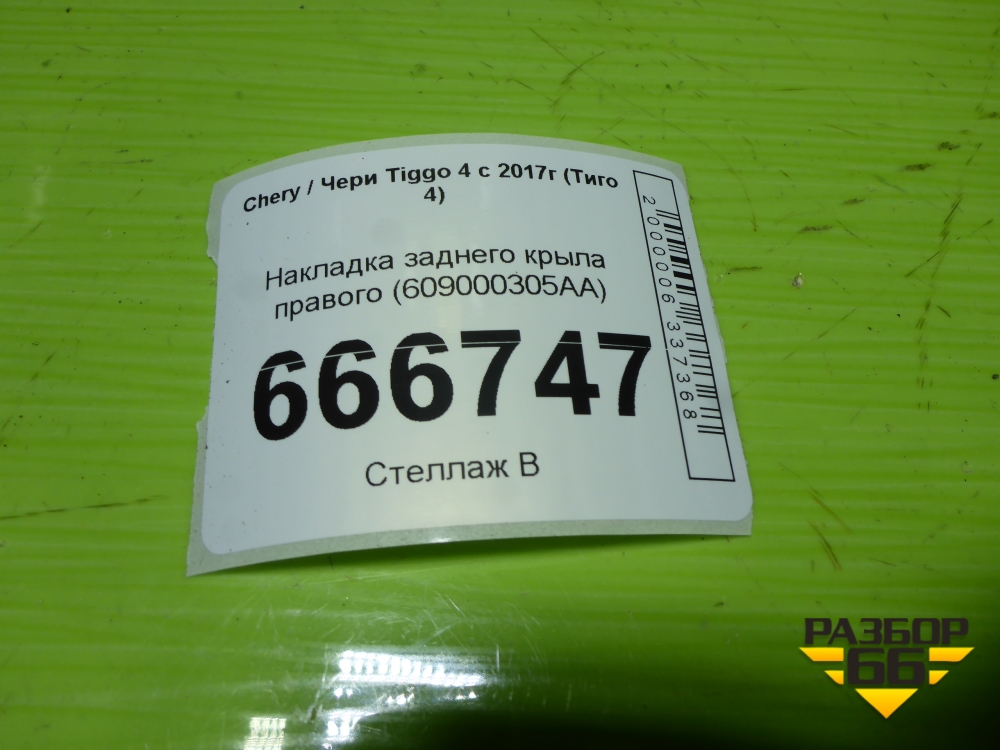 Chery / Чери Tiggo 4 с 2017г (Тиго
4)
Накладка заднего крыла
правого (609000305AA)
666747
Стеллаж В
2000006337368
РАЗБОР
66